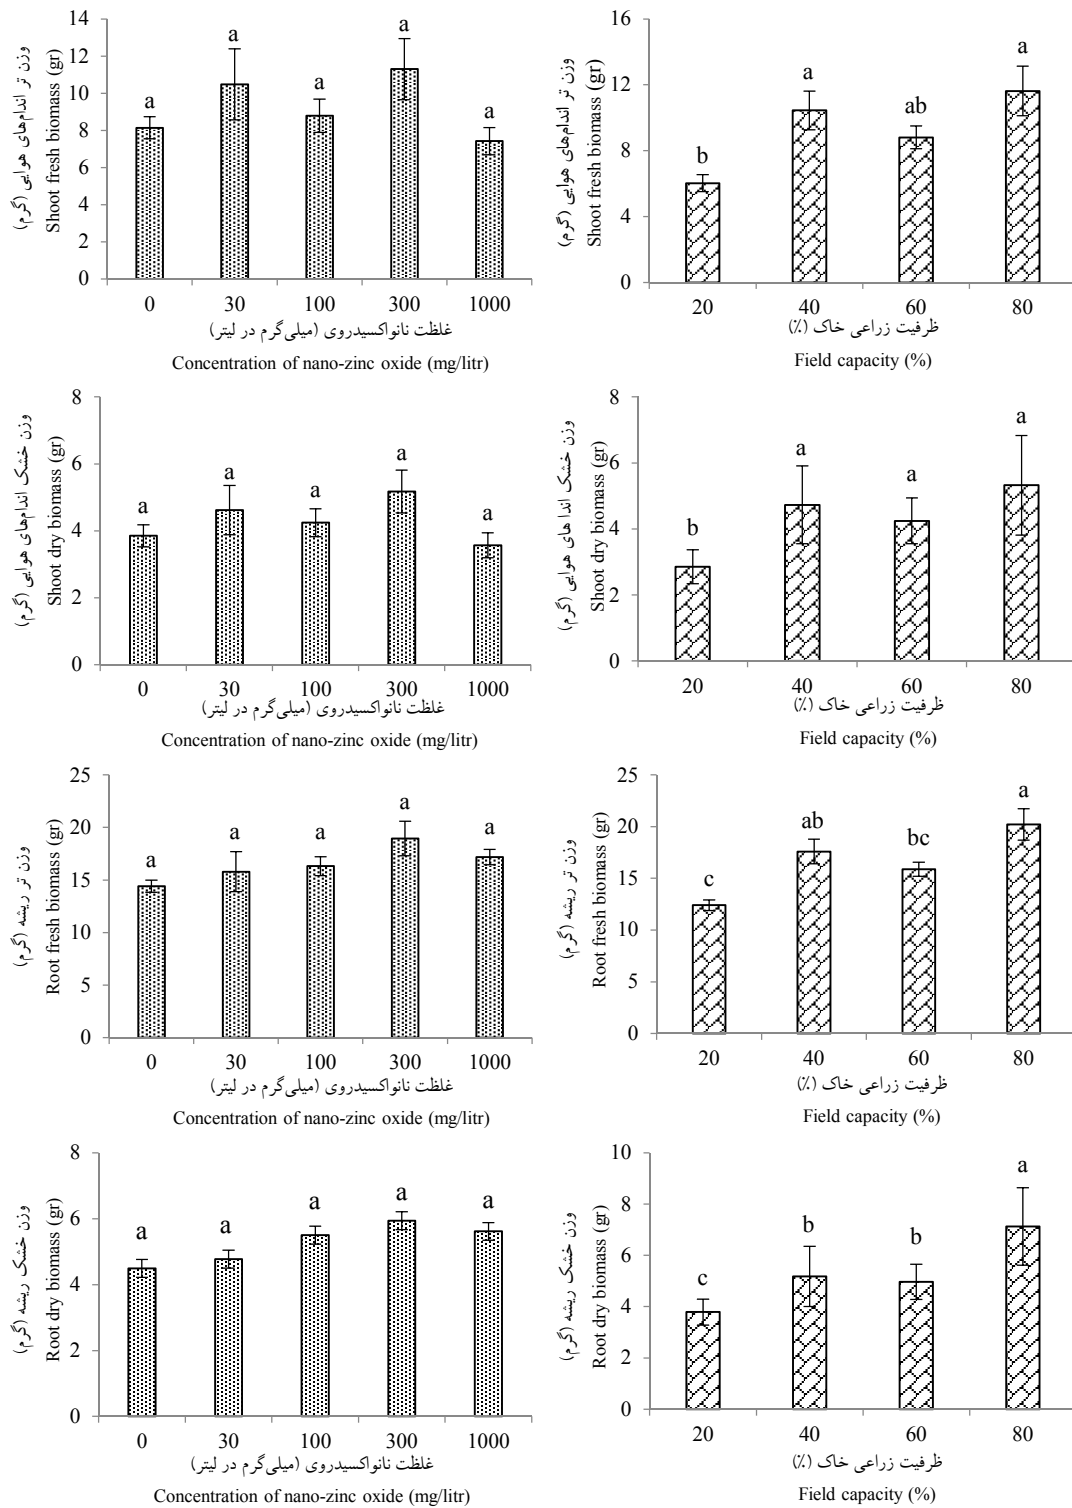 وزن تر اندام‌های هوایی (گرم)
Shoot fresh biomass (gr)
14
12
10
8
6
4
2
0
a
a
a
a
a
0 30 100 300 1000
غلظت نانواکسیدروی (میلی‌گرم در لیتر)
Concentration of nano-zinc oxide (mg/litr)
وزن تر اندام‌های هوایی (گرم)
Shoot fresh biomass (gr)
16
12
8
4
0
b
a
ab
a
20 40 60 80
ظرفیت زراعی خاک (٪)
Field capacity (%)
وزن خشک اندام‌های هوایی (گرم)
Shoot dry biomass (gr)
8
6
4
2
0
a
a
a
a
a
0 30 100 300 1000
غلظت نانواکسیدروی (میلی‌گرم در لیتر)
Concentration of nano-zinc oxide (mg/litr)
وزن خشک اندا های هوایی (گرم)
Shoot dry biomass (gr)
8
6
4
2
0
b
a
a
a
20 40 60 80
ظرفیت زراعی خاک (٪)
Field capacity (%)
وزن تر ریشه (گرم)
Root fresh biomass (gr)
25
20
15
10
5
0
a
a
a
a
a
0 30 100 300 1000
غلظت نانواکسیدروی (میلی‌گرم در لیتر)
Concentration of nano-zinc oxide (mg/litr)
وزن تر ریشه (گرم)
Root fresh biomass (gr)
25
20
15
10
5
0
c
ab
bc
a
20 40 60 80
ظرفیت زراعی خاک (٪)
Field capacity (%)
وزن خشک ریشه (گرم)
Root dry biomass (gr)
8
6
4
2
0
a
a
a
a
a
0 30 100 300 1000
غلظت نانواکسیدروی (میلی‌گرم در لیتر)
Concentration of nano-zinc oxide (mg/litr)
وزن خشک ریشه (گرم)
Root dry biomass (gr)
10
8
6
4
2
0
c
b
b
a
20 40 60 80
ظرفیت زراعی خاک (٪)
Field capacity (%)